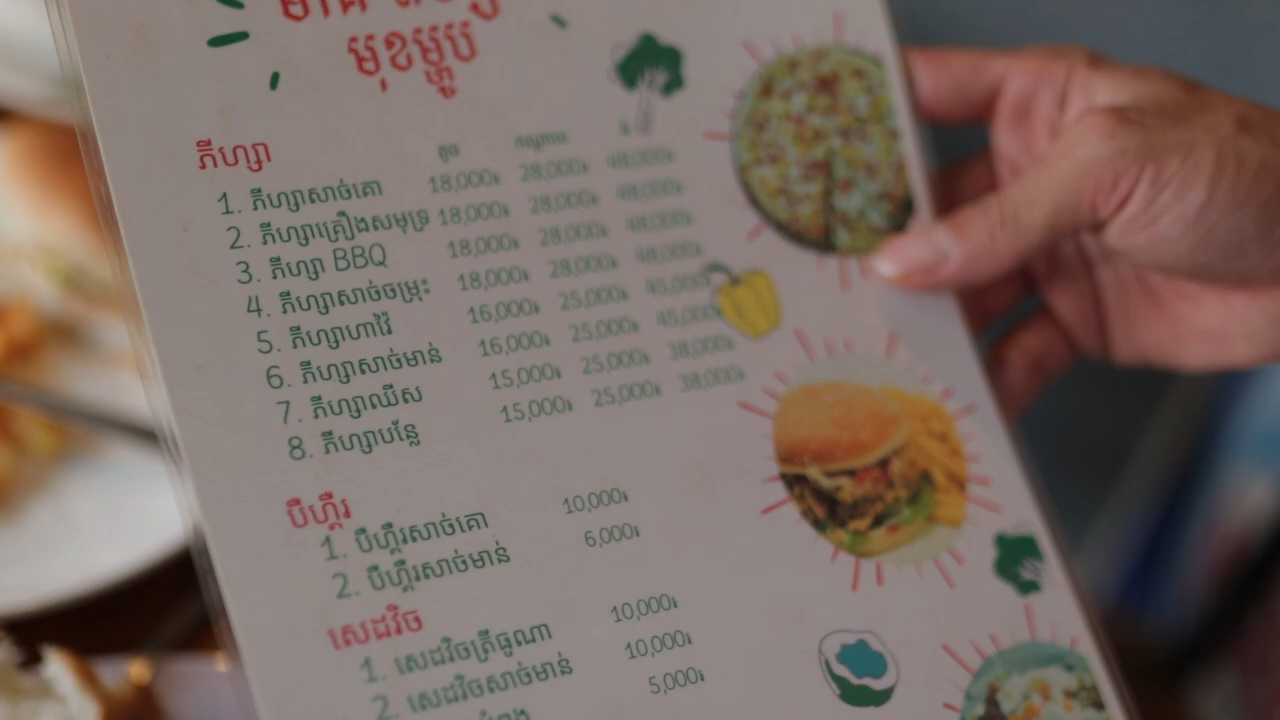 មុខម្ហូប
ភីហ្សា
តូច
1. ភីហ្សាសាច់គោ 18,000៛ 28,000៛ 48,000៛
2. ភីហ្សាគ្រឿងសមុទ្រ 18,000៛ 28,000៛ 48,000៛
3. ភីហ្សា BBQ 18,000៛ 28,000៛ 48,000៛
4. ភីហ្សាសាច់ចម្រុះ 18,000៛ 28,000៛ 48,000៛
5. ភីហ្សាហាវ៉ៃ 16,000៛ 25,000៛ 45,000៛
6. ភីហ្សាសាច់មាន់ 16,000៛ 25,000៛ 45,000៛
7. ភីហ្សាឈីស 15,000៛ 25,000៛ 38,000៛
8. ភីហ្សាបន្លែ 15,000៛ 25,000៛ 38,000៛
បឺហ្គឺរ
1. បឺហ្គឺរសាច់គោ 10,000៛
2. បឺហ្គឺរសាច់មាន់ 6,000៛
សេដវិច
1. សេដវិចត្រីធូណា 10,000៛
2. សេដវិចសាច់មាន់ 10,000៛
5,000៛